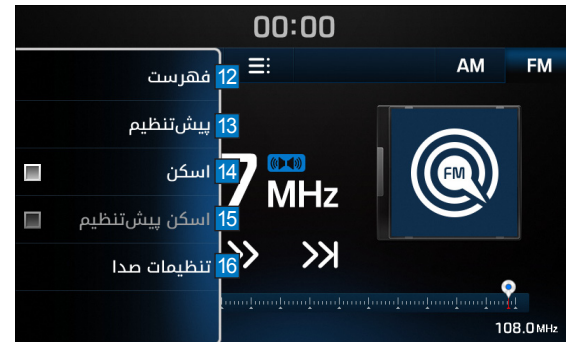 00:00
AM
FM
12 فهرست
13 پیش‌تنظیم
14 اسکن
15 اسکن پیش‌تنظیم
16 تنظیمات صدا
7
MHz
FM
108.0 MHz